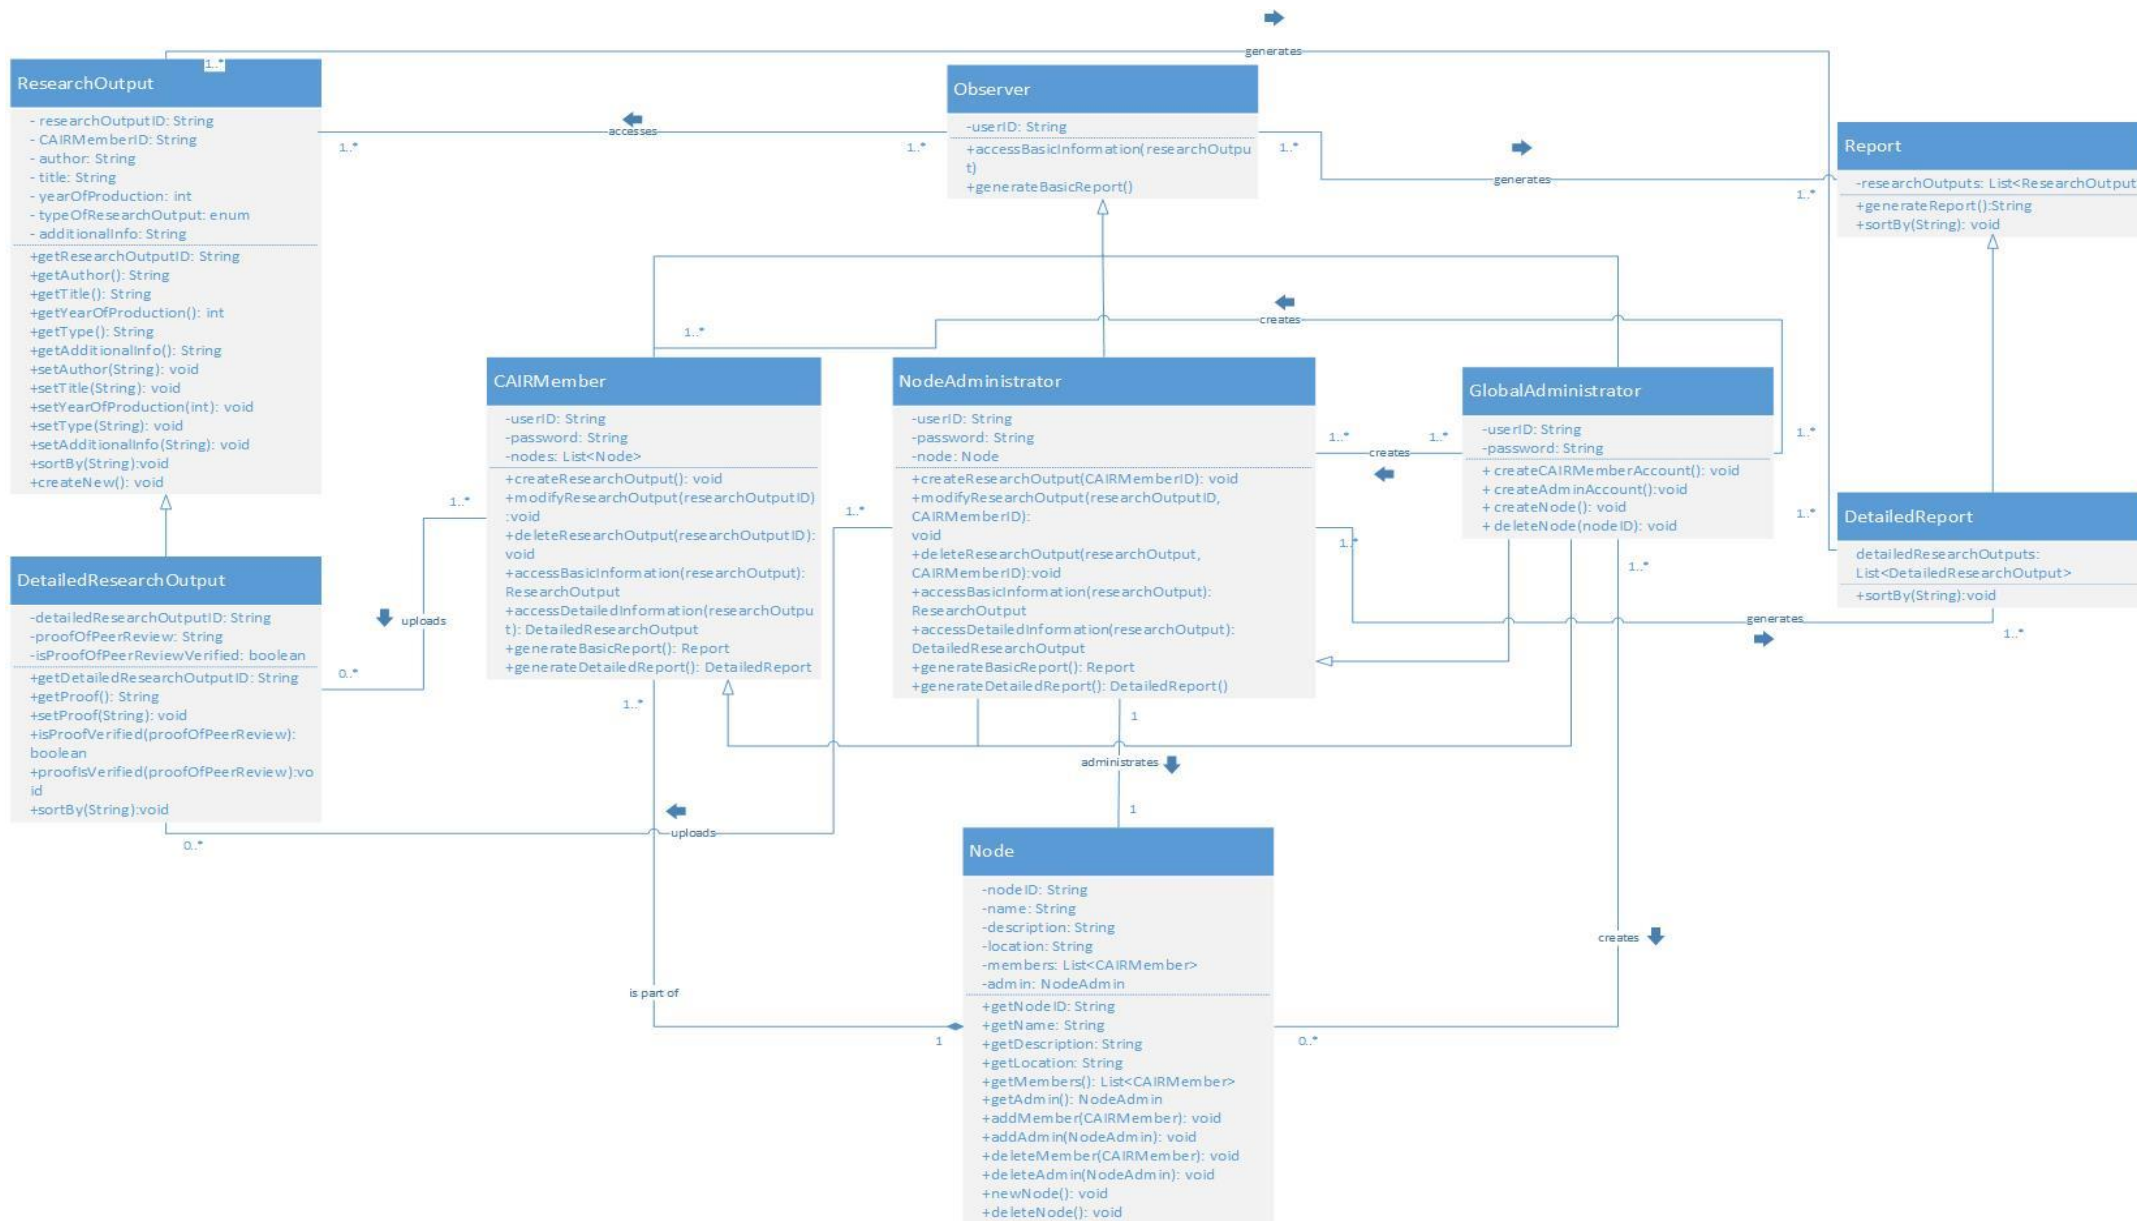 generates
1..*
ResearchOutput
- researchOutputID: String
- CAIRMemberID: String
- author: String
- title: String
- yearOfProduction: int
- typeOfResearchOutput: enum
- additionalInfo: String
+getResearchOutputID: String
+getAuthor(): String
+getTitle(): String
+getYearOfProduction(): int
+getType(): String
+getAdditionalInfo(): String
+setAuthor(String): void
+setTitle(String): void
+setYearOfProduction(int): void
+setType(String): void
+setAdditionalInfo(String): void
+sortBy(String):void
+createNew(): void
accesses
1..*
1..*
Observer
-userID: String
+accessBasicInformation(researchOutpu
t)
+generateBasicReport()
1..*
generates
1..*
Report
-researchOutputs: List<ResearchOutput
+generateReport():String
+sortBy(String): void
creates
1..*
CAIRMember
-userID: String
-password: String
-nodes: List<Node>
+createResearchOutput(): void
+modifyResearchOutput(researchOutputID)
:void
+deleteResearchOutput(researchOutputID):
void
+accessBasicInformation(researchOutput):
ResearchOutput
+accessDetailedInformation(researchOutpu
t): DetailedResearchOutput
+generateBasicReport(): Report
+generateDetailedReport(): DetailedReport
NodeAdministrator
-userID: String
-password: String
-node: Node
+createResearchOutput(CAIRMemberID): void
+modifyResearchOutput(researchOutputID,
CAIRMemberID):
void
+deleteResearchOutput(researchOutput,
CAIRMemberID):void
+accessBasicInformation(researchOutput):
ResearchOutput
+accessDetailedInformation(researchOutput):
DetailedResearchOutput
+generateBasicReport(): Report
+generateDetailedReport(): DetailedReport()
1..*
creates
1..*
GlobalAdministrator
-userID: String
-password: String
+ createCAIRMemberAccount(): void
+ createAdminAccount():void
+ createNode(): void
+ deleteNode(nodeID): void
1..*
1..*
DetailedReport
detailedResearchOutputs:
List<DetailedResearchOutput>
+sortBy(String):void
1..*
1..*
1..*
1..*
generates
1..*
DetailedResearchOutput
-detailedResearchOutputID: String
-proofOfPeerReview: String
-isProofOfPeerReviewVerified: boolean
+getDetailedResearchOutputID: String
+getProof(): String
+setProof(String): void
+isProofVerified(proofOfPeerReview):
boolean
+proofIsVerified(proofOfPeerReview):vo
id
+sortBy(String):void
uploads
0..*
1..*
1
administrates
1
uploads
0..*
Node
-nodeID: String
-name: String
-description: String
-location: String
-members: List<CAIRMember>
-admin: NodeAdmin
+getNodeID: String
+getName: String
+getDescription: String
+getLocation: String
+getMembers(): List<CAIRMember>
+getAdmin(): NodeAdmin
+addMember(CAIRMember): void
+addAdmin(NodeAdmin): void
+deleteMember(CAIRMember): void
+deleteAdmin(NodeAdmin): void
+newNode(): void
+deleteNode(): void
is part of
1
creates
0..*